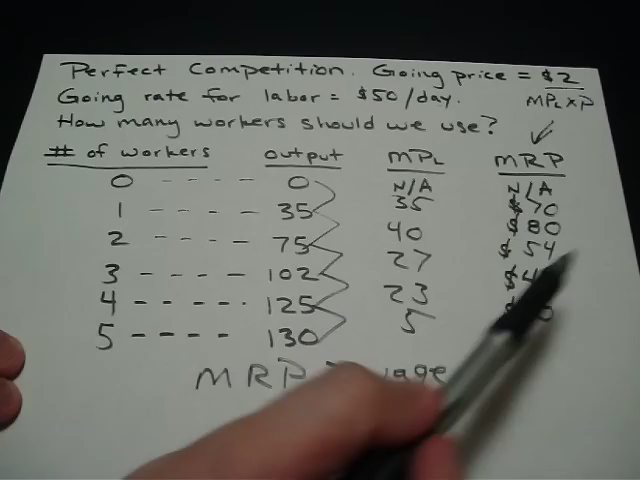 Perfect Competition. Going price = $2
Going rate for labor = $50/day. MPL x P
How many workers should we use?
# of workers output MPL MRP
0 - - - - - 0 N/A N/A
1 - - - - 35 35 $70
2 - - - - 75 40 $80
3 - - - - 102 27 $54
4 - - - - - 125 23 $4
5 - - - - - 130 5 0
MRP